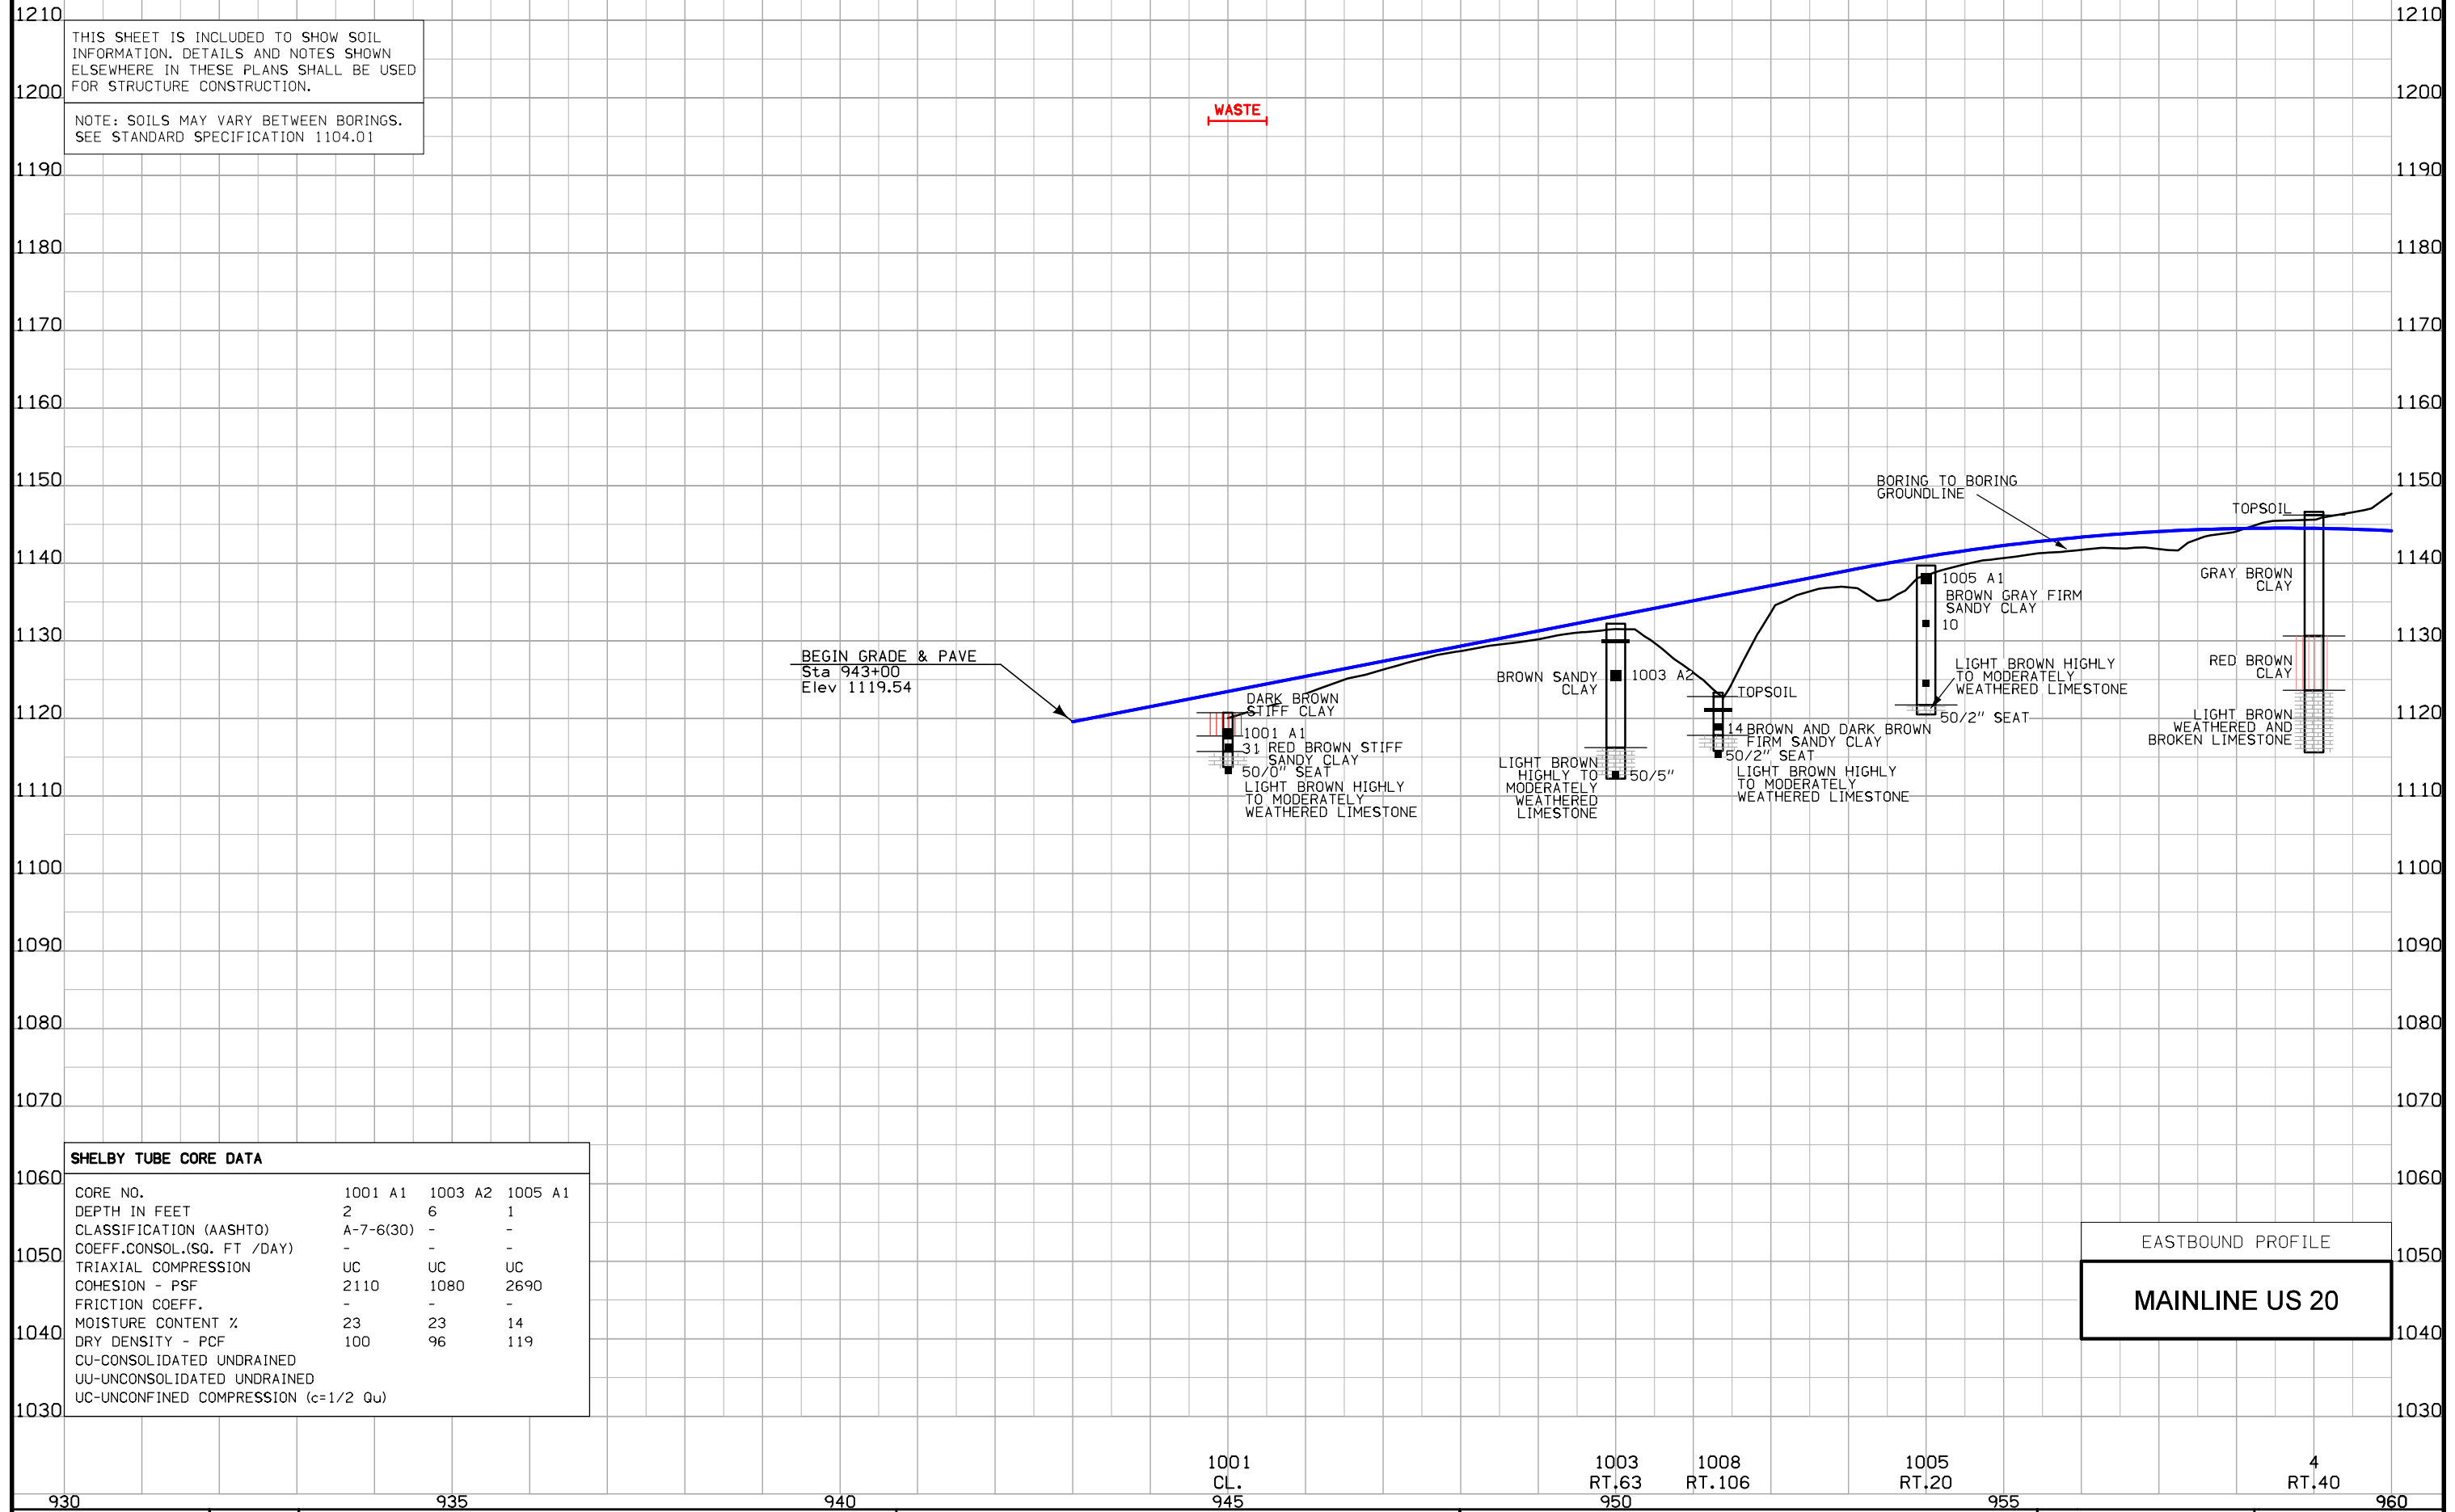 1210
1210
THIS SHEET IS INCLUDED TO SHOW SOIL
INFORMATION. DETAILS AND NOTES SHOWN
ELSEWHERE IN THESE PLANS SHALL BE USED
FOR STRUCTURE CONSTRUCTION.
1200
1200
WASTE
NOTE: SOILS MAY VARY BETWEEN BORINGS.
SEE STANDARD SPECIFICATION 1104.01
1190
1190
1180
1180
1170
1170
1160
1160
1150
1150
BORING TO BORING
GROUNDLINE
TOPSOIL
1140
1140
GRAY BROWN
CLAY
1005 A1
BROWN GRAY FIRM
SANDY CLAY
10
1130
1130
BEGIN GRADE & PAVE
Sta 943+00
Elev 1119.54
LIGHT BROWN HIGHLY
TO MODERATELY
WEATHERED LIMESTONE
RED BROWN
CLAY
BROWN SANDY
CLAY
1003 A2
TOPSOIL
DARK BROWN
STIFF CLAY
1120
1120
50/2" SEAT
LIGHT BROWN
WEATHERED AND
BROKEN LIMESTONE
1001 A1
31 RED BROWN STIFF
SANDY CLAY
50/0" SEAT
LIGHT BROWN HIGHLY
TO MODERATELY
WEATHERED LIMESTONE
14 BROWN AND DARK BROWN
FIRM SANDY CLAY
50/2" SEAT
LIGHT BROWN HIGHLY
TO MODERATELY
WEATHERED LIMESTONE
LIGHT BROWN
HIGHLY TO
MODERATELY
WEATHERED
LIMESTONE
50/5"
1110
1110
1100
1100
1090
1090
1080
1080
1070
1070
1060
1060
1050
1050
1040
1040
1030
1030
SHELBY TUBE CORE DATA
CORE NO. 1001 A1 1003 A2 1005 A1
DEPTH IN FEET 2 6 1
CLASSIFICATION (AASHTO) A-7-6(30) - -
COEFF.CONSOL.(SQ. FT /DAY) - - -
TRIAXIAL COMPRESSION UC UC UC
COHESION - PSF 2110 1080 2690
FRICTION COEFF. - - -
MOISTURE CONTENT % 23 23 14
DRY DENSITY - PCF 100 96 119
CU-CONSOLIDATED UNDRAINED
UU-UNCONSOLIDATED UNDRAINED
UC-UNCONFINED COMPRESSION (c=1/2 Qu)
EASTBOUND PROFILE
MAINLINE US 20
1001 1003 1008 1005 4
CL. RT.63 RT.106 RT.20 RT.40
930 935 940 945 950 955 960